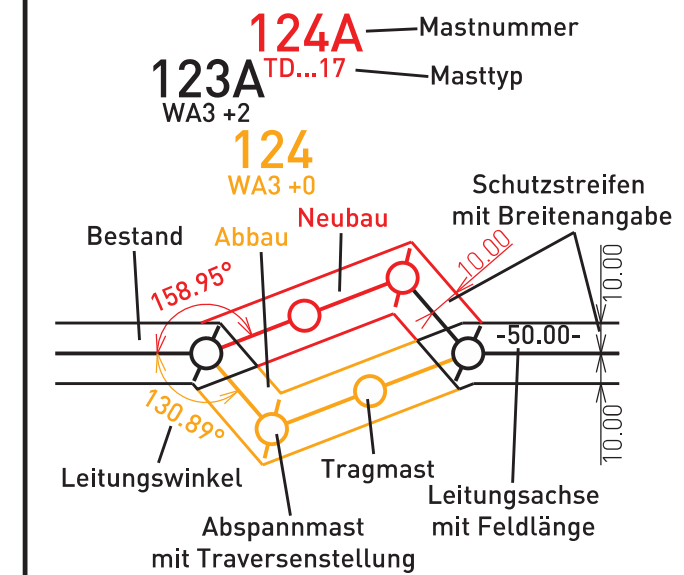 124A
Mastnummer
TD...17
Masttyp
123A
WA3 +2
124
WA3 +0
Schutzstreifen
mit Breitenangabe
Neubau
Bestand
Abbau
10.00
10.00
158.95°
-50.00-
130.89°
10.00
Leitungswinkel
Tragmast
Leitungsachse
mit Feldlänge
Abspannmast
mit Traversenstellung